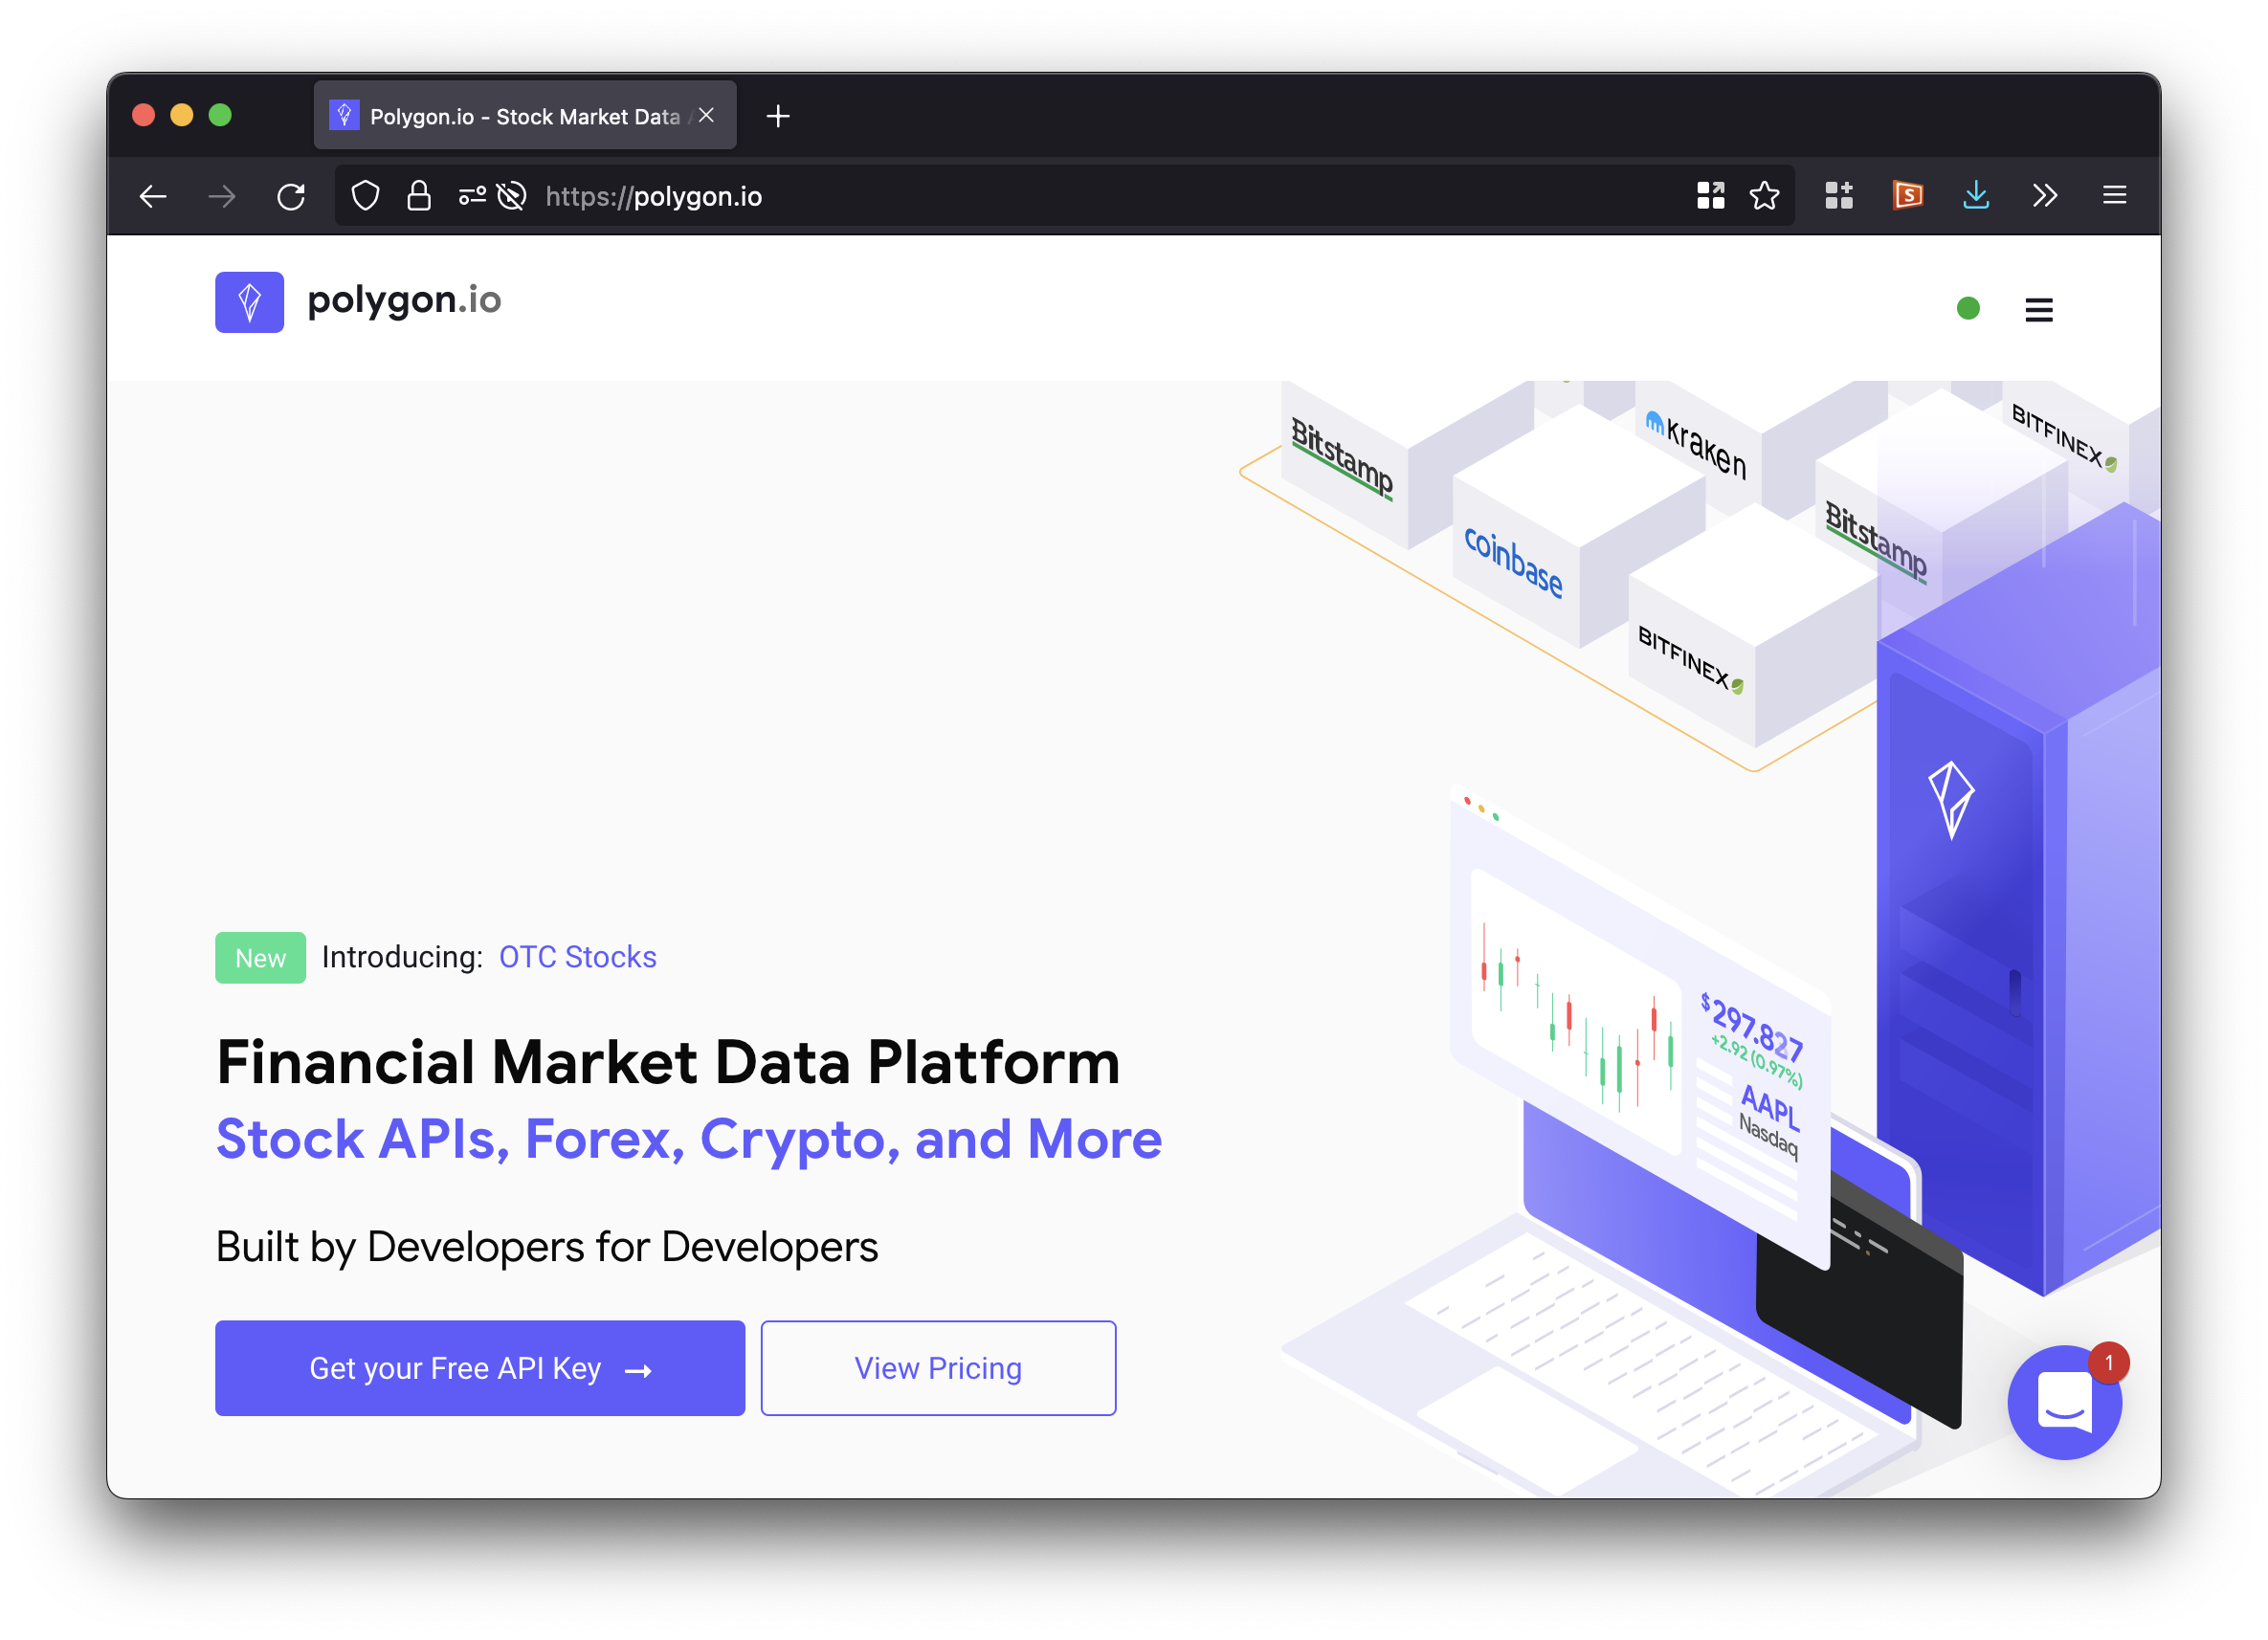 Polygon.io - Stock Market Data
https://polygon.io
polygon.io
Bitstamp
Kraken
BITFINEX
coinbase
Bitstamp
BITFINEX
New Introducing: OTC Stocks
Financial Market Data Platform
Stock APIs, Forex, Crypto, and More
Built by Developers for Developers
Get your Free API Key →
View Pricing
$297.827
+2.92 (0.97%)
AAPL
Nasdaq
1
S